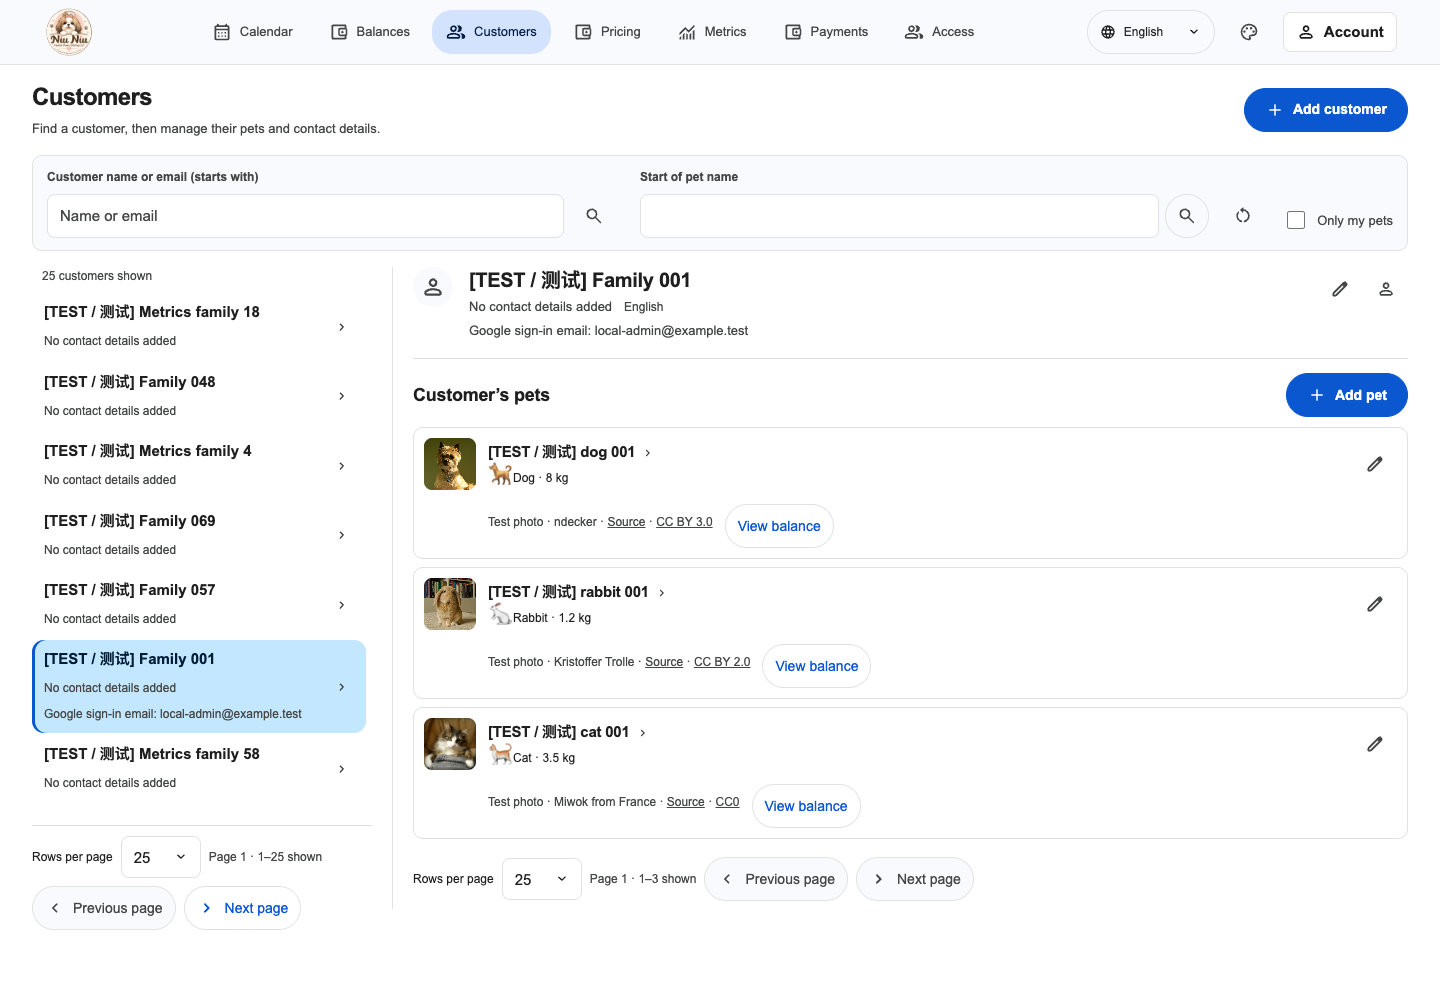 Niu Niu
Calendar
Balances
Customers
Pricing
Metrics
Payments
Access
English
Account
Customers
Find a customer, then manage their pets and contact details.
Add customer
Customer name or email (starts with)
Name or email
Start of pet name
Only my pets
25 customers shown
[TEST / 测试] Metrics family 18
No contact details added
[TEST / 测试] Family 048
No contact details added
[TEST / 测试] Metrics family 4
No contact details added
[TEST / 测试] Family 069
No contact details added
[TEST / 测试] Family 057
No contact details added
[TEST / 测试] Family 001
No contact details added
Google sign-in email: local-admin@example.test
[TEST / 测试] Metrics family 58
No contact details added
Rows per page 25 Page 1 · 1–25 shown
Previous page Next page
[TEST / 测试] Family 001
No contact details added English
Google sign-in email: local-admin@example.test
Customer’s pets
Add pet
[TEST / 测试] dog 001
Dog · 8 kg
Test photo · ndecker · Source · CC BY 3.0 View balance
[TEST / 测试] rabbit 001
Rabbit · 1.2 kg
Test photo · Kristoffer Trolle · Source · CC BY 2.0 View balance
[TEST / 测试] cat 001
Cat · 3.5 kg
Test photo · Miwok from France · Source · CC0 View balance
Rows per page 25 Page 1 · 1–3 shown Previous page Next page